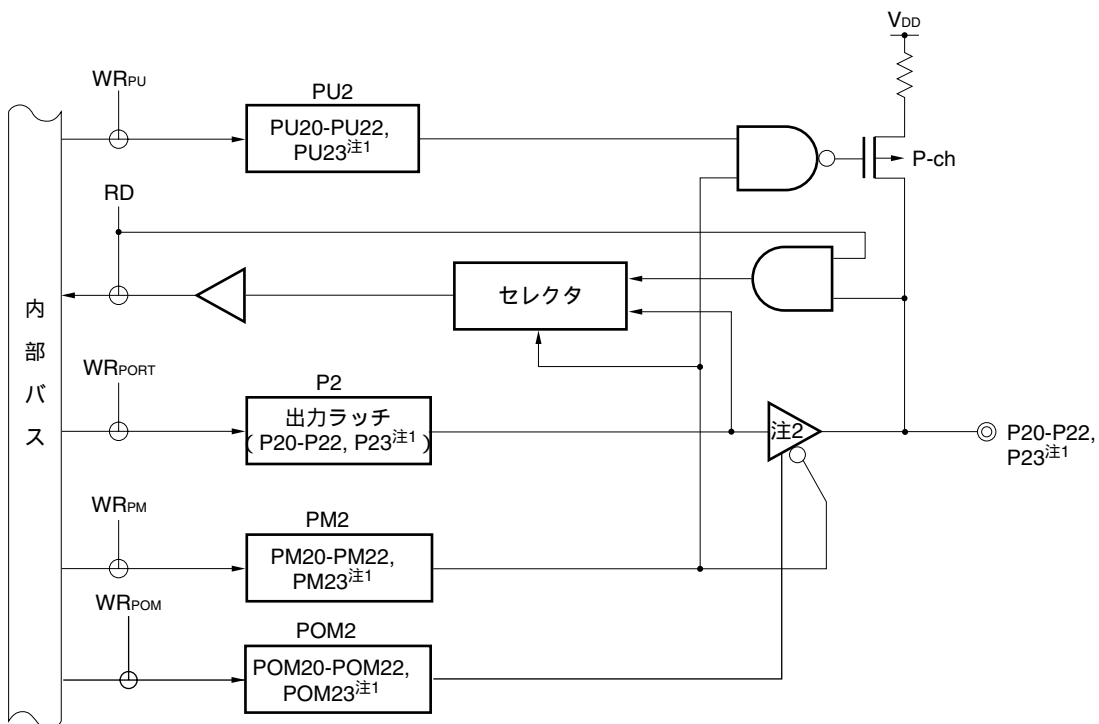 VDD
WRPU
PU2
PU20-PU22,
PU23注1
P-ch
RD
セレクタ
内部バス
WRPORT
P2
出力ラッチ
( P20-P22, P23注1 )
注2
P20-P22,
P23注1
WRPM
PM2
PM20-PM22,
PM23注1
WRPOM
POM2
POM20-POM22,
POM23注1